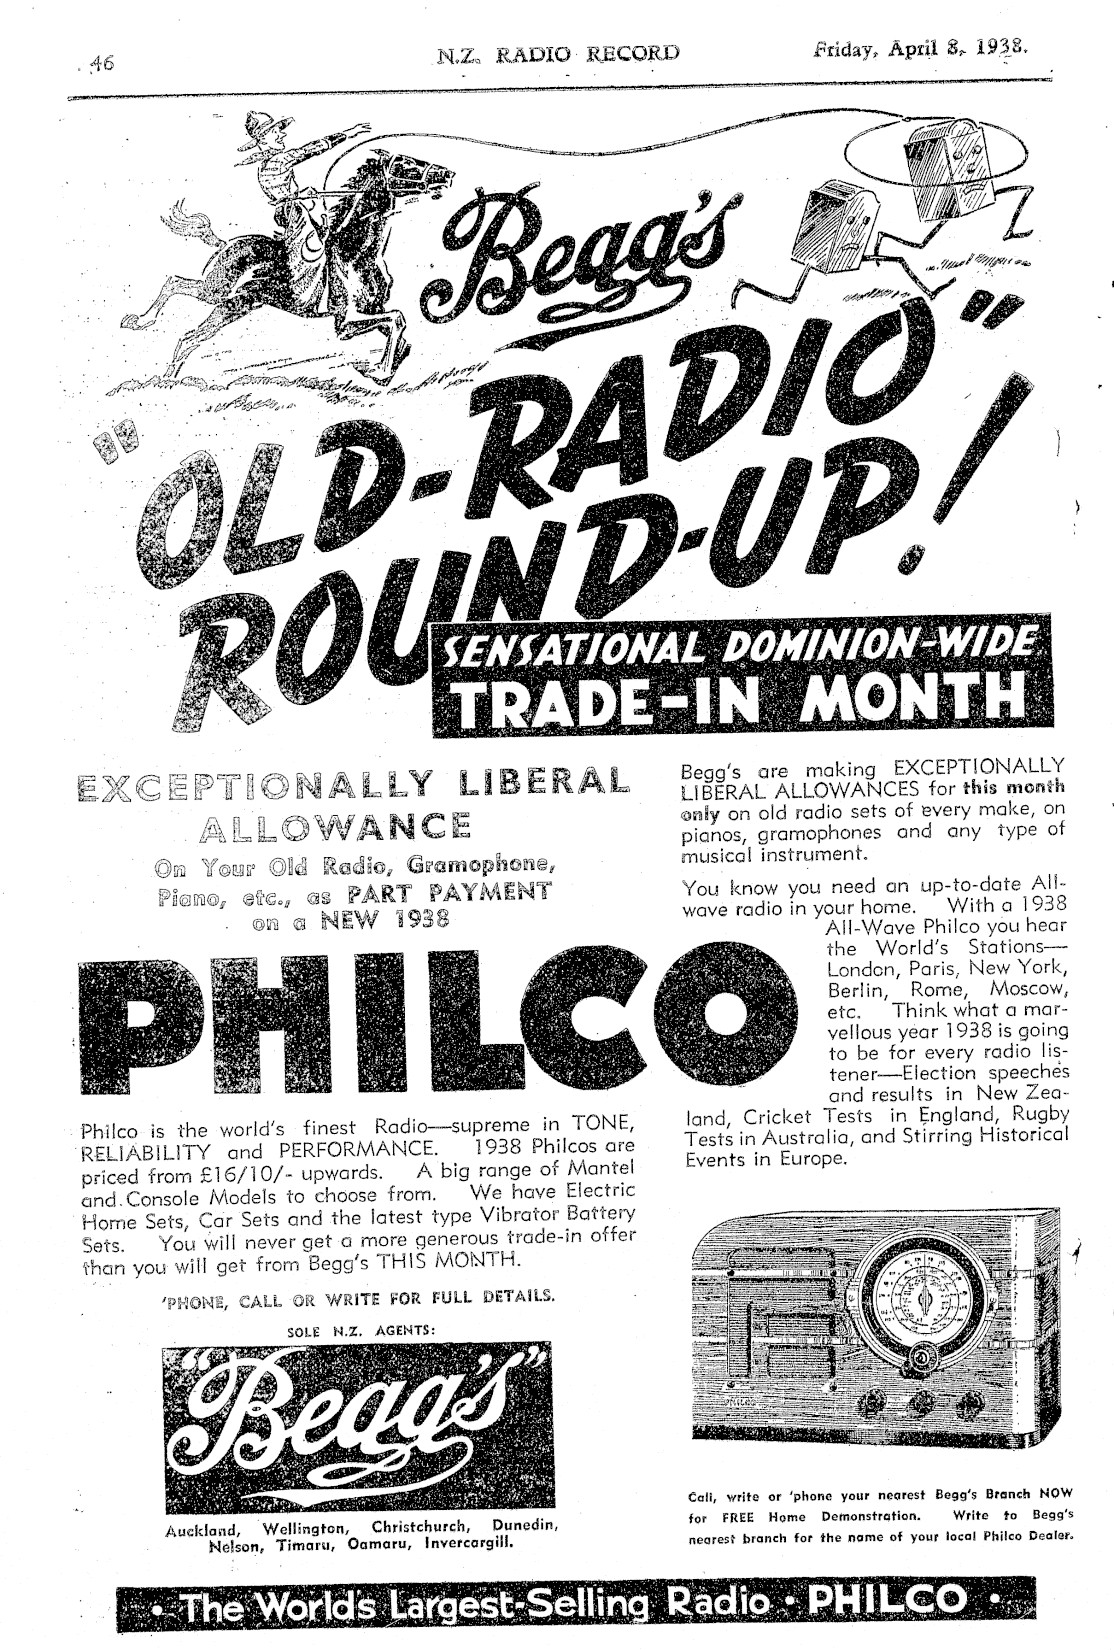 46
N.Z. RADIO RECORD
Friday, April 8, 1938.
Begg's
"OLD-RADIO"
ROUND-UP!
SENSATIONAL DOMINION-WIDE
TRADE-IN MONTH
EXCEPTIONALLY LIBERAL
ALLOWANCE
On Your Old Radio, Gramophone,
Piano, etc., as PART PAYMENT
on a NEW 1938
PHILCO
Philco is the world's finest Radio—supreme in TONE,
RELIABILITY and PERFORMANCE. 1938 Philcos are
priced from £16/10/- upwards. A big range of Mantel
and Console Models to choose from. We have Electric
Home Sets, Car Sets and the latest type Vibrator Battery
Sets. You will never get a more generous trade-in offer
than you will get from Begg's THIS MONTH.
'PHONE, CALL OR WRITE FOR FULL DETAILS.
SOLE N.Z. AGENTS:
"Begg's"
Auckland, Wellington, Christchurch, Dunedin,
Nelson, Timaru, Oamaru, Invercargill.
Begg's are making EXCEPTIONALLY
LIBERAL ALLOWANCES for this month
only on old radio sets of every make, on
pianos, gramophones and any type of
musical instrument.
You know you need an up-to-date All-
wave radio in your home. With a 1938
All-Wave Philco you hear
the World's Stations—
London, Paris, New York,
Berlin, Rome, Moscow,
etc. Think what a mar-
vellous year 1938 is going
to be for every radio lis-
tener—Election speeches
and results in New Zea-
land, Cricket Tests in England, Rugby
Tests in Australia, and Stirring Historical
Events in Europe.
Call, write or 'phone your nearest Begg's Branch NOW
for FREE Home Demonstration. Write to Begg's
nearest branch for the name of your local Philco Dealer.
• The World's Largest-Selling Radio • PHILCO •